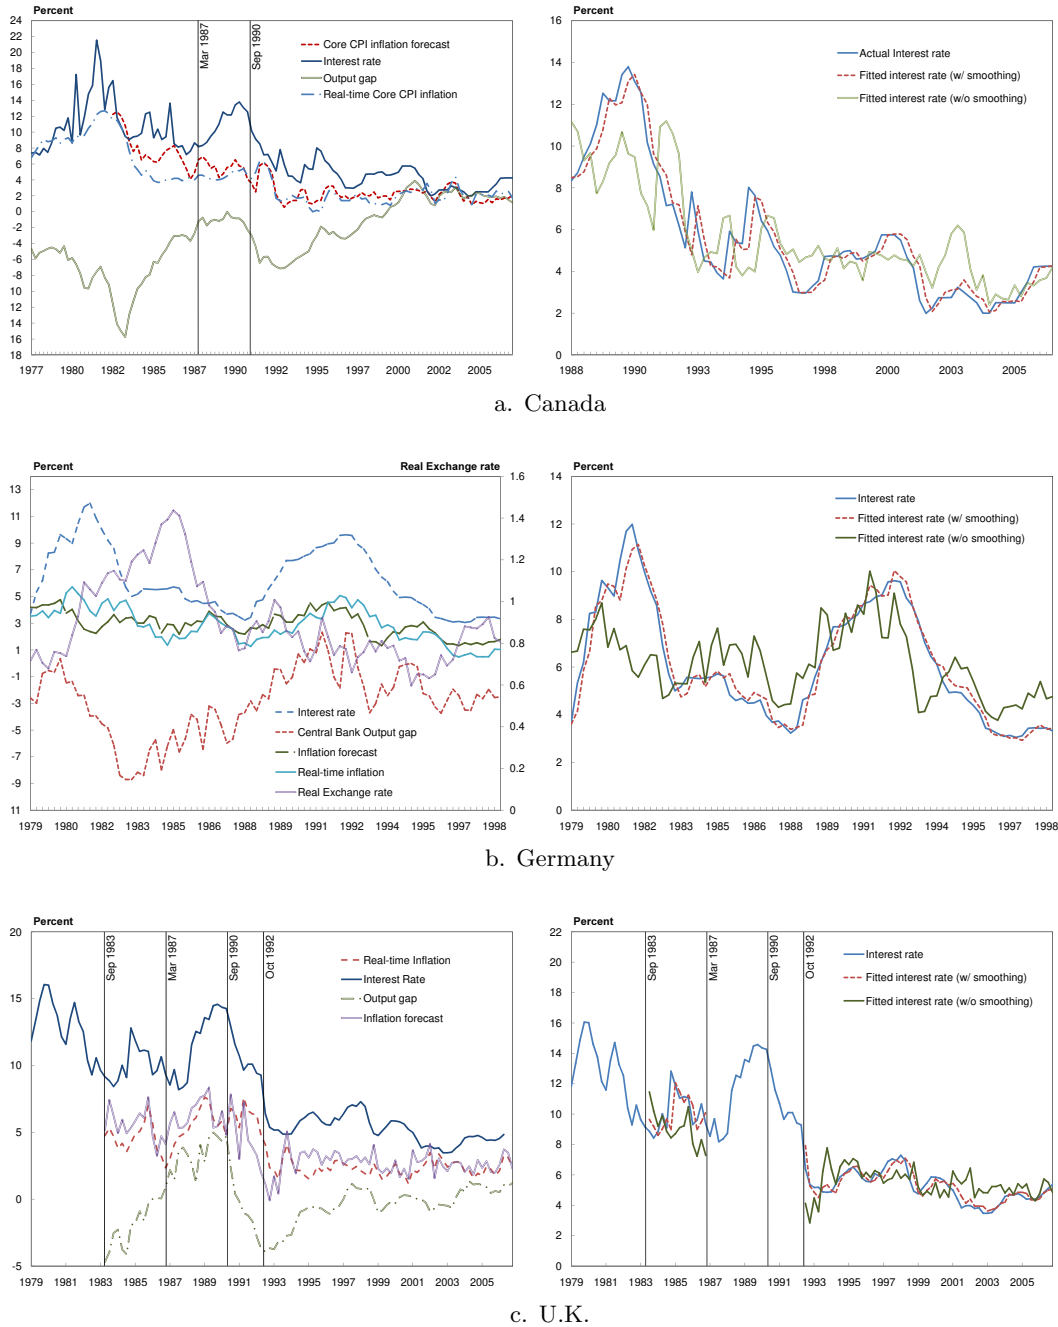 Percent
24
22
20
18
16
14
12
10
8
6
4
2
0
2
4
6
8
10
12
14
16
18
Mar 1987
Sep 1990
Core CPI inflation forecast
Interest rate
Output gap
Real-time Core CPI inflation
1977 1980 1982 1985 1987 1990 1992 1995 1997 2000 2002 2005
Percent
16
14
12
10
8
6
4
2
0
Actual Interest rate
Fitted interest rate (w/ smoothing)
Fitted interest rate (w/o smoothing)
1988 1990 1993 1995 1998 2000 2003 2005
a. Canada
Percent
Real Exchange rate
13
11
9
7
5
3
1
-1
-3
-5
-7
-9
11
1.6
1.4
1.2
1
0.8
0.6
0.4
0.2
0
Interest rate
Central Bank Output gap
Inflation forecast
Real-time inflation
Real Exchange rate
1979 1980 1982 1983 1985 1986 1988 1989 1991 1992 1994 1995 1997 1998
Percent
14
12
10
8
6
4
2
0
Interest rate
Fitted interest rate (w/ smoothing)
Fitted interest rate (w/o smoothing)
1979 1980 1982 1983 1985 1986 1988 1989 1991 1992 1994 1995 1997 1998
b. Germany
Percent
20
15
10
5
0
-5
Sep 1983
Mar 1987
Sep 1990
Oct 1992
Real-time Inflation
Interest Rate
Output gap
Inflation forecast
1979 1981 1983 1985 1987 1989 1991 1993 1995 1997 1999 2001 2003 2005
Percent
22
20
18
16
14
12
10
8
6
4
2
0
Sep 1983
Mar 1987
Sep 1990
Oct 1992
Interest rate
Fitted interest rate (w/ smoothing)
Fitted interest rate (w/o smoothing)
1979 1981 1983 1985 1987 1989 1991 1993 1995 1997 1999 2001 2003 2005
c. U.K.